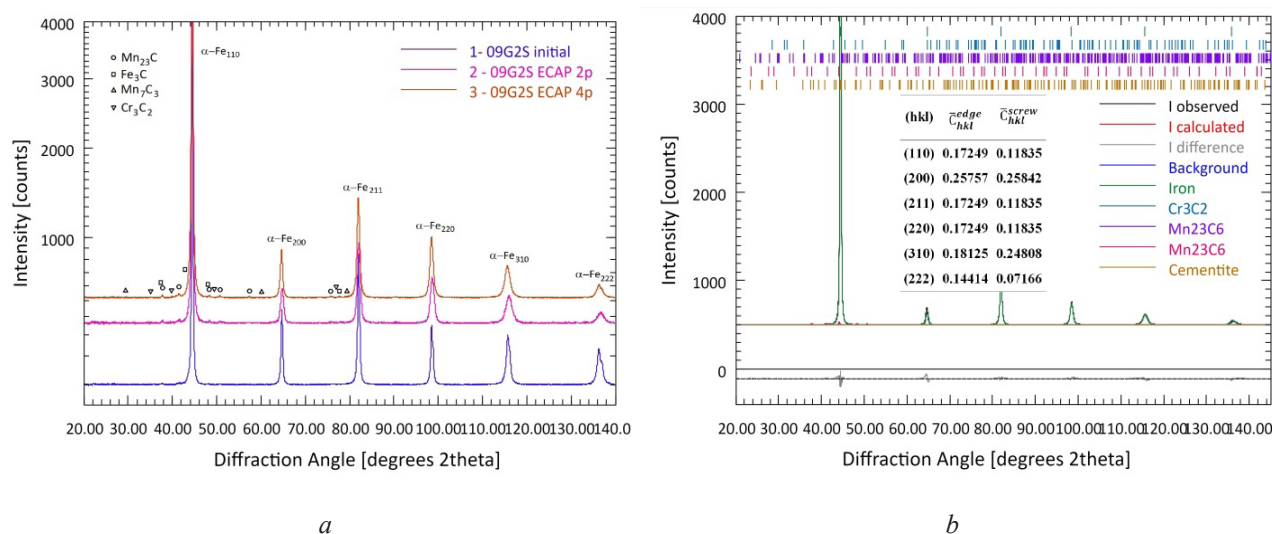 4000
3000
2000
1000
Intensity [counts]
α−Fe110
Mn23C
Fe3C
Mn7C3
Cr3C2
1- 09G2S initial
2 - 09G2S ECAP 2p
3 - 09G2S ECAP 4p
α−Fe200
α−Fe211
α−Fe220
α−Fe310
α−Fe222
20.00 30.00 40.00 50.00 60.00 70.00 80.00 90.00 100.00 110.00 120.00 130.00 140.0
Diffraction Angle [degrees 2theta]
a
4000
3000
2000
1000
0
Intensity [counts]
(hkl) C̅hkl^edge C̅hkl^screw
(110) 0.17249 0.11835
(200) 0.25757 0.25842
(211) 0.17249 0.11835
(220) 0.17249 0.11835
(310) 0.18125 0.24808
(222) 0.14414 0.07166
I observed
I calculated
I difference
Background
Iron
Cr3C2
Mn23C6
Mn23C6
Cementite
20.00 30.00 40.00 50.00 60.00 70.00 80.00 90.00 100.00 110.00 120.00 130.00 140.00
Diffraction Angle [degrees 2theta]
b